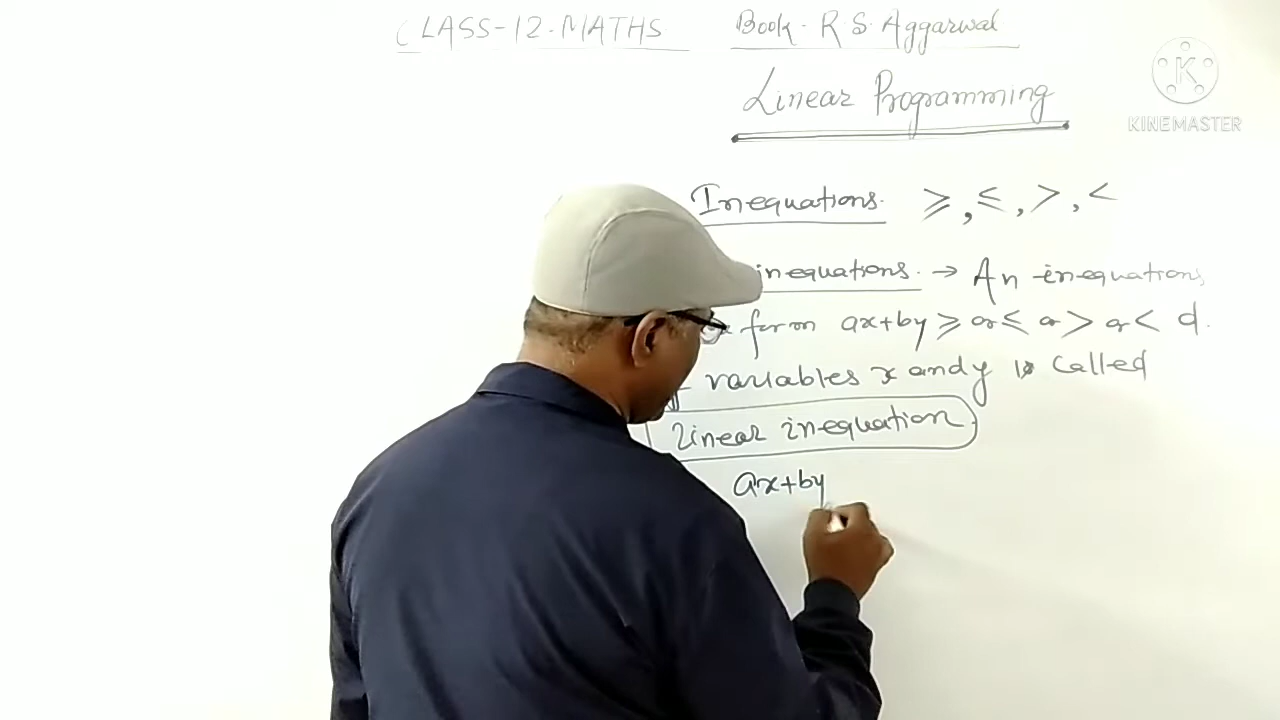 CLASS-12.MATHS Book- R S. Aggarwal
Linear Programming
KINEMASTER
Inequations. ≥, ≤, >, <
inequations. → An inequations
form ax+by ≥ or ≤ or > or < d.
variables x and y is called
linear inequation.
ax+by